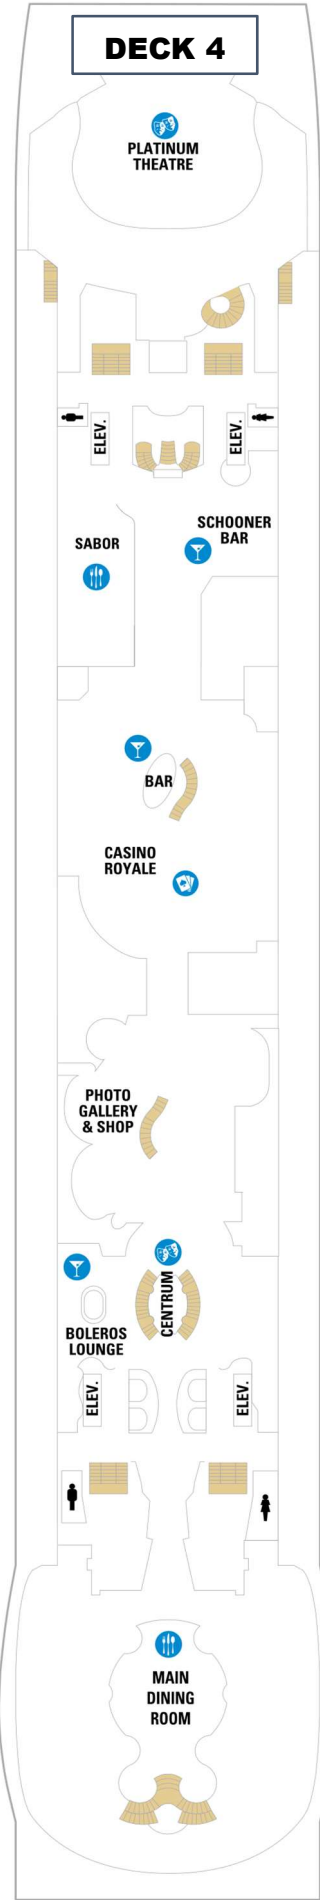 DECK 4
PLATINUM
THEATRE
ELEV.
ELEV.
SCHOONER
BAR
SABOR
BAR
CASINO
ROYALE
PHOTO
GALLERY
& SHOP
CENTRUM
BOLEROS
LOUNGE
ELEV.
ELEV.
MAIN
DINING
ROOM